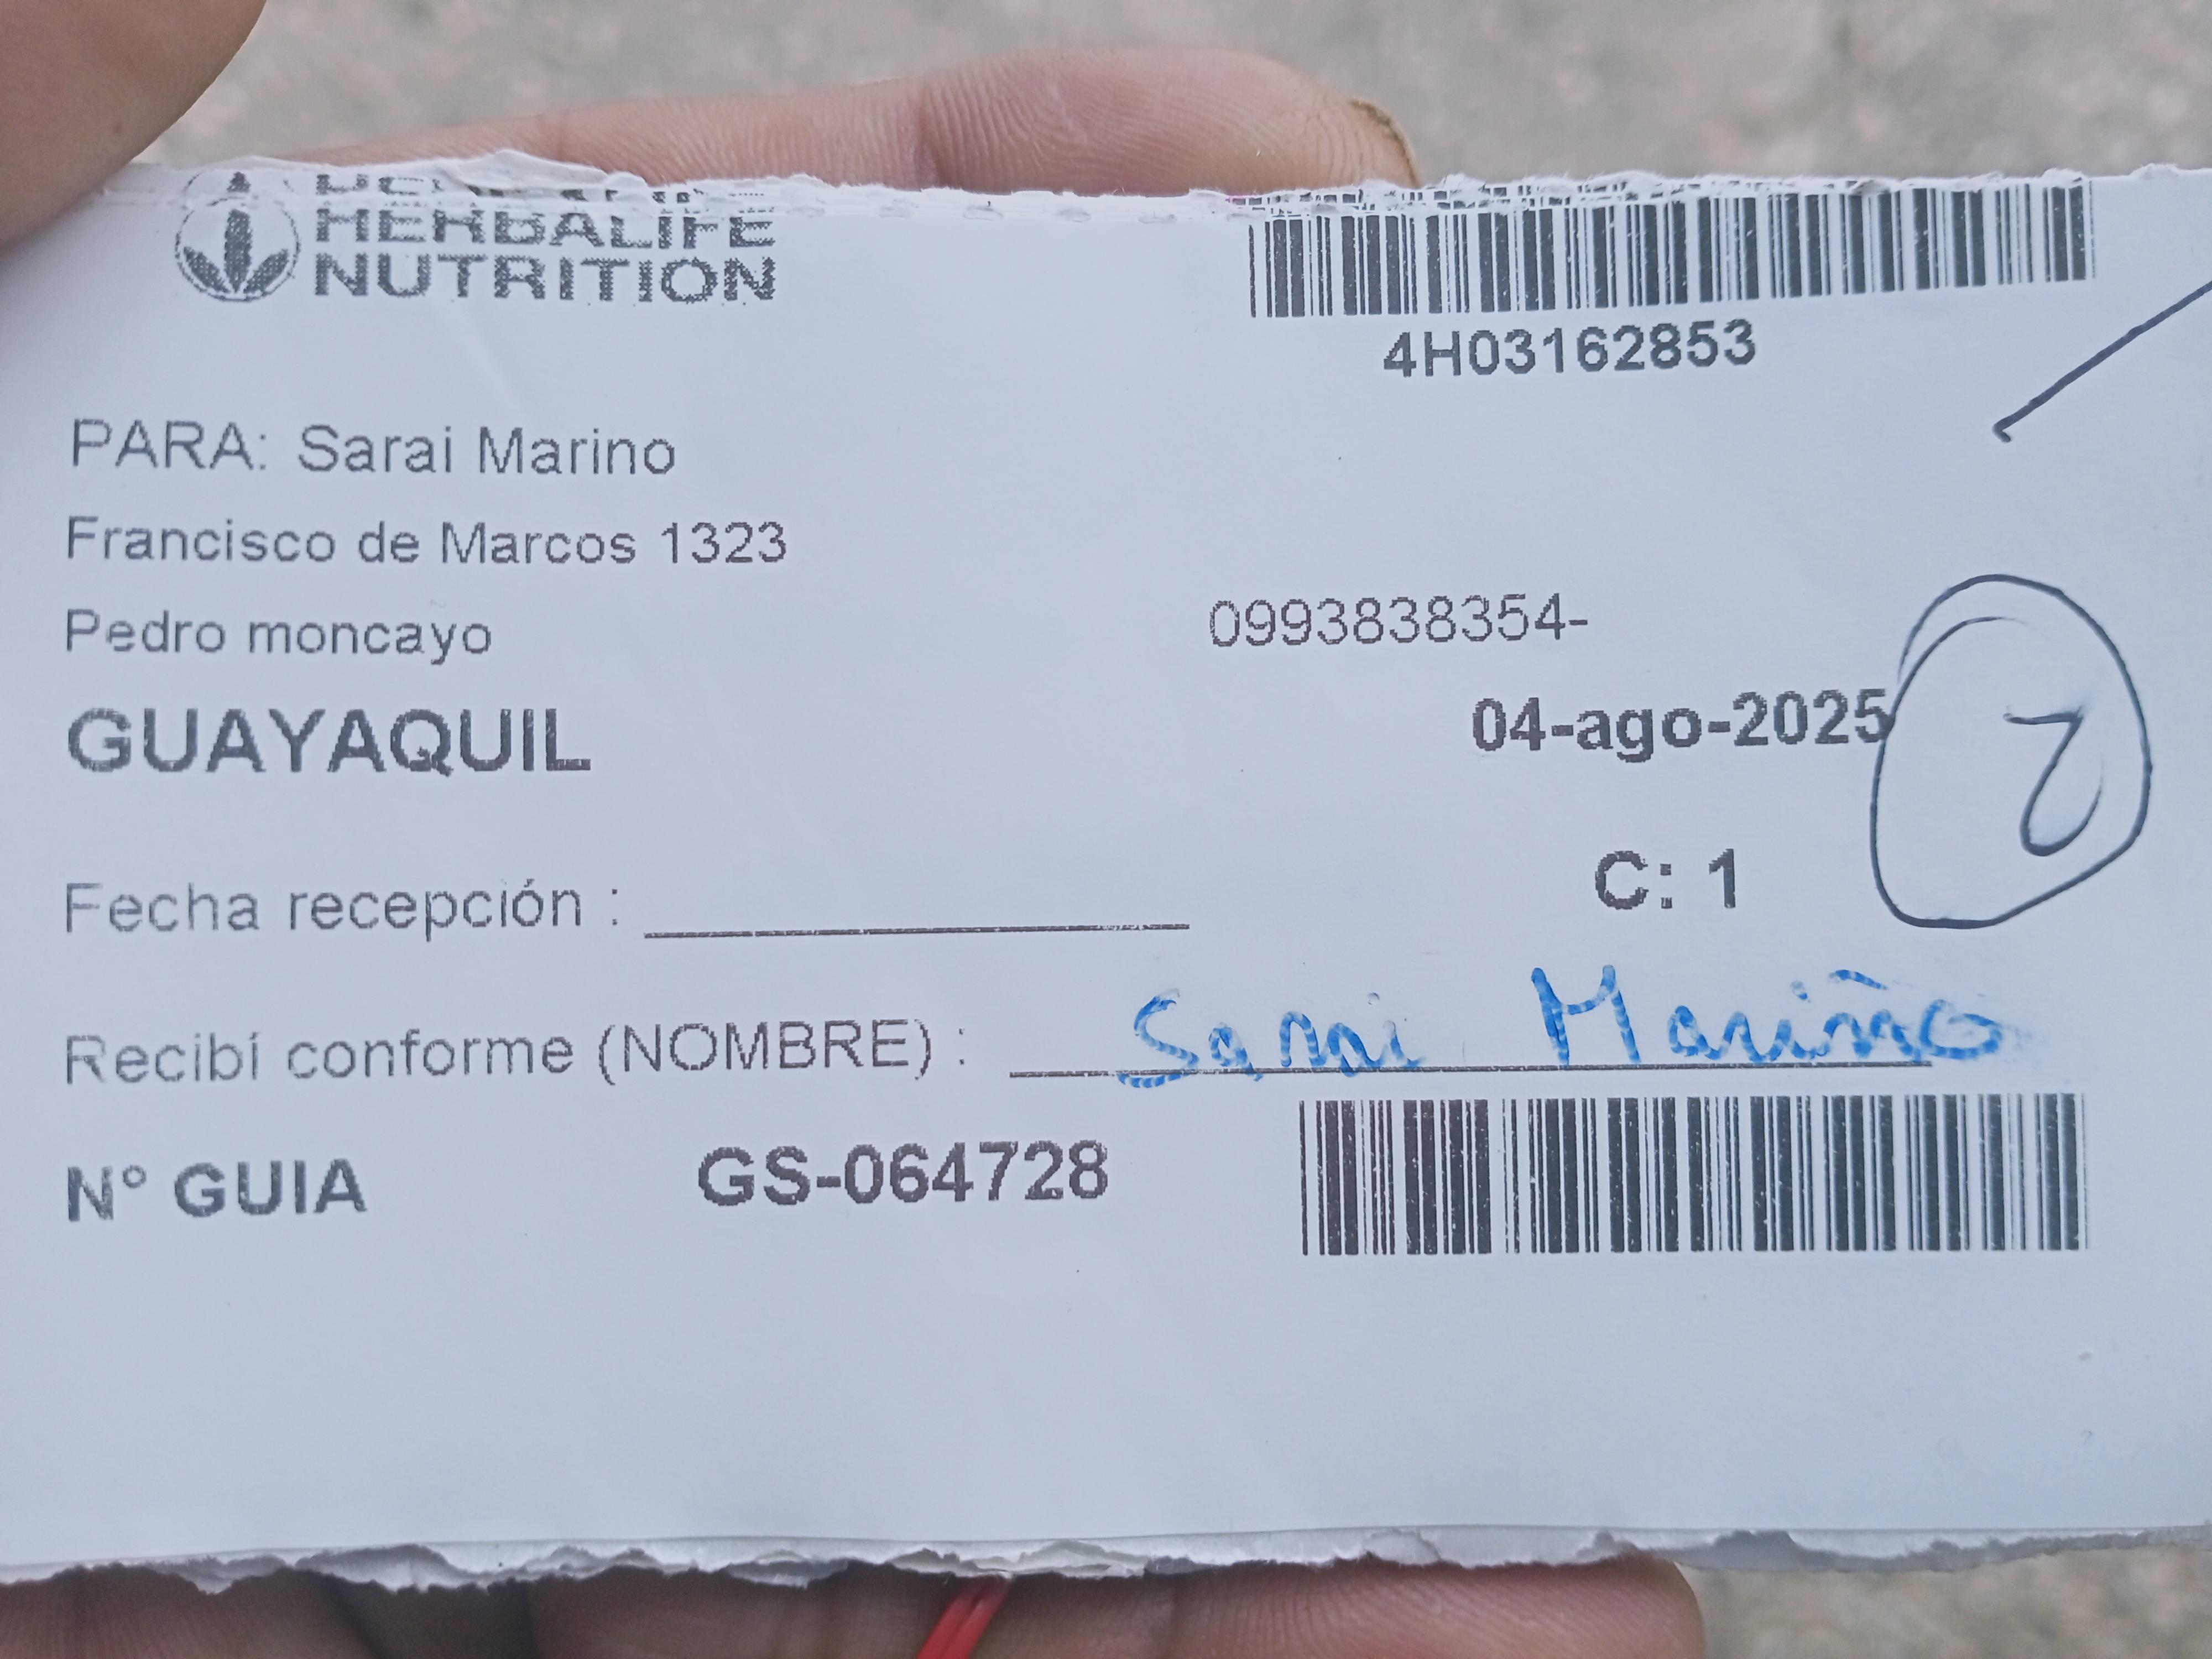 HERBALIFE
NUTRITION
4H03162853
PARA: Sarai Marino
Francisco de Marcos 1323
Pedro moncayo
0993838354-
GUAYAQUIL
04-ago-2025
C: 1
Fecha recepción :
Recibí conforme (NOMBRE) : Sarai Mariño
N° GUIA GS-064728